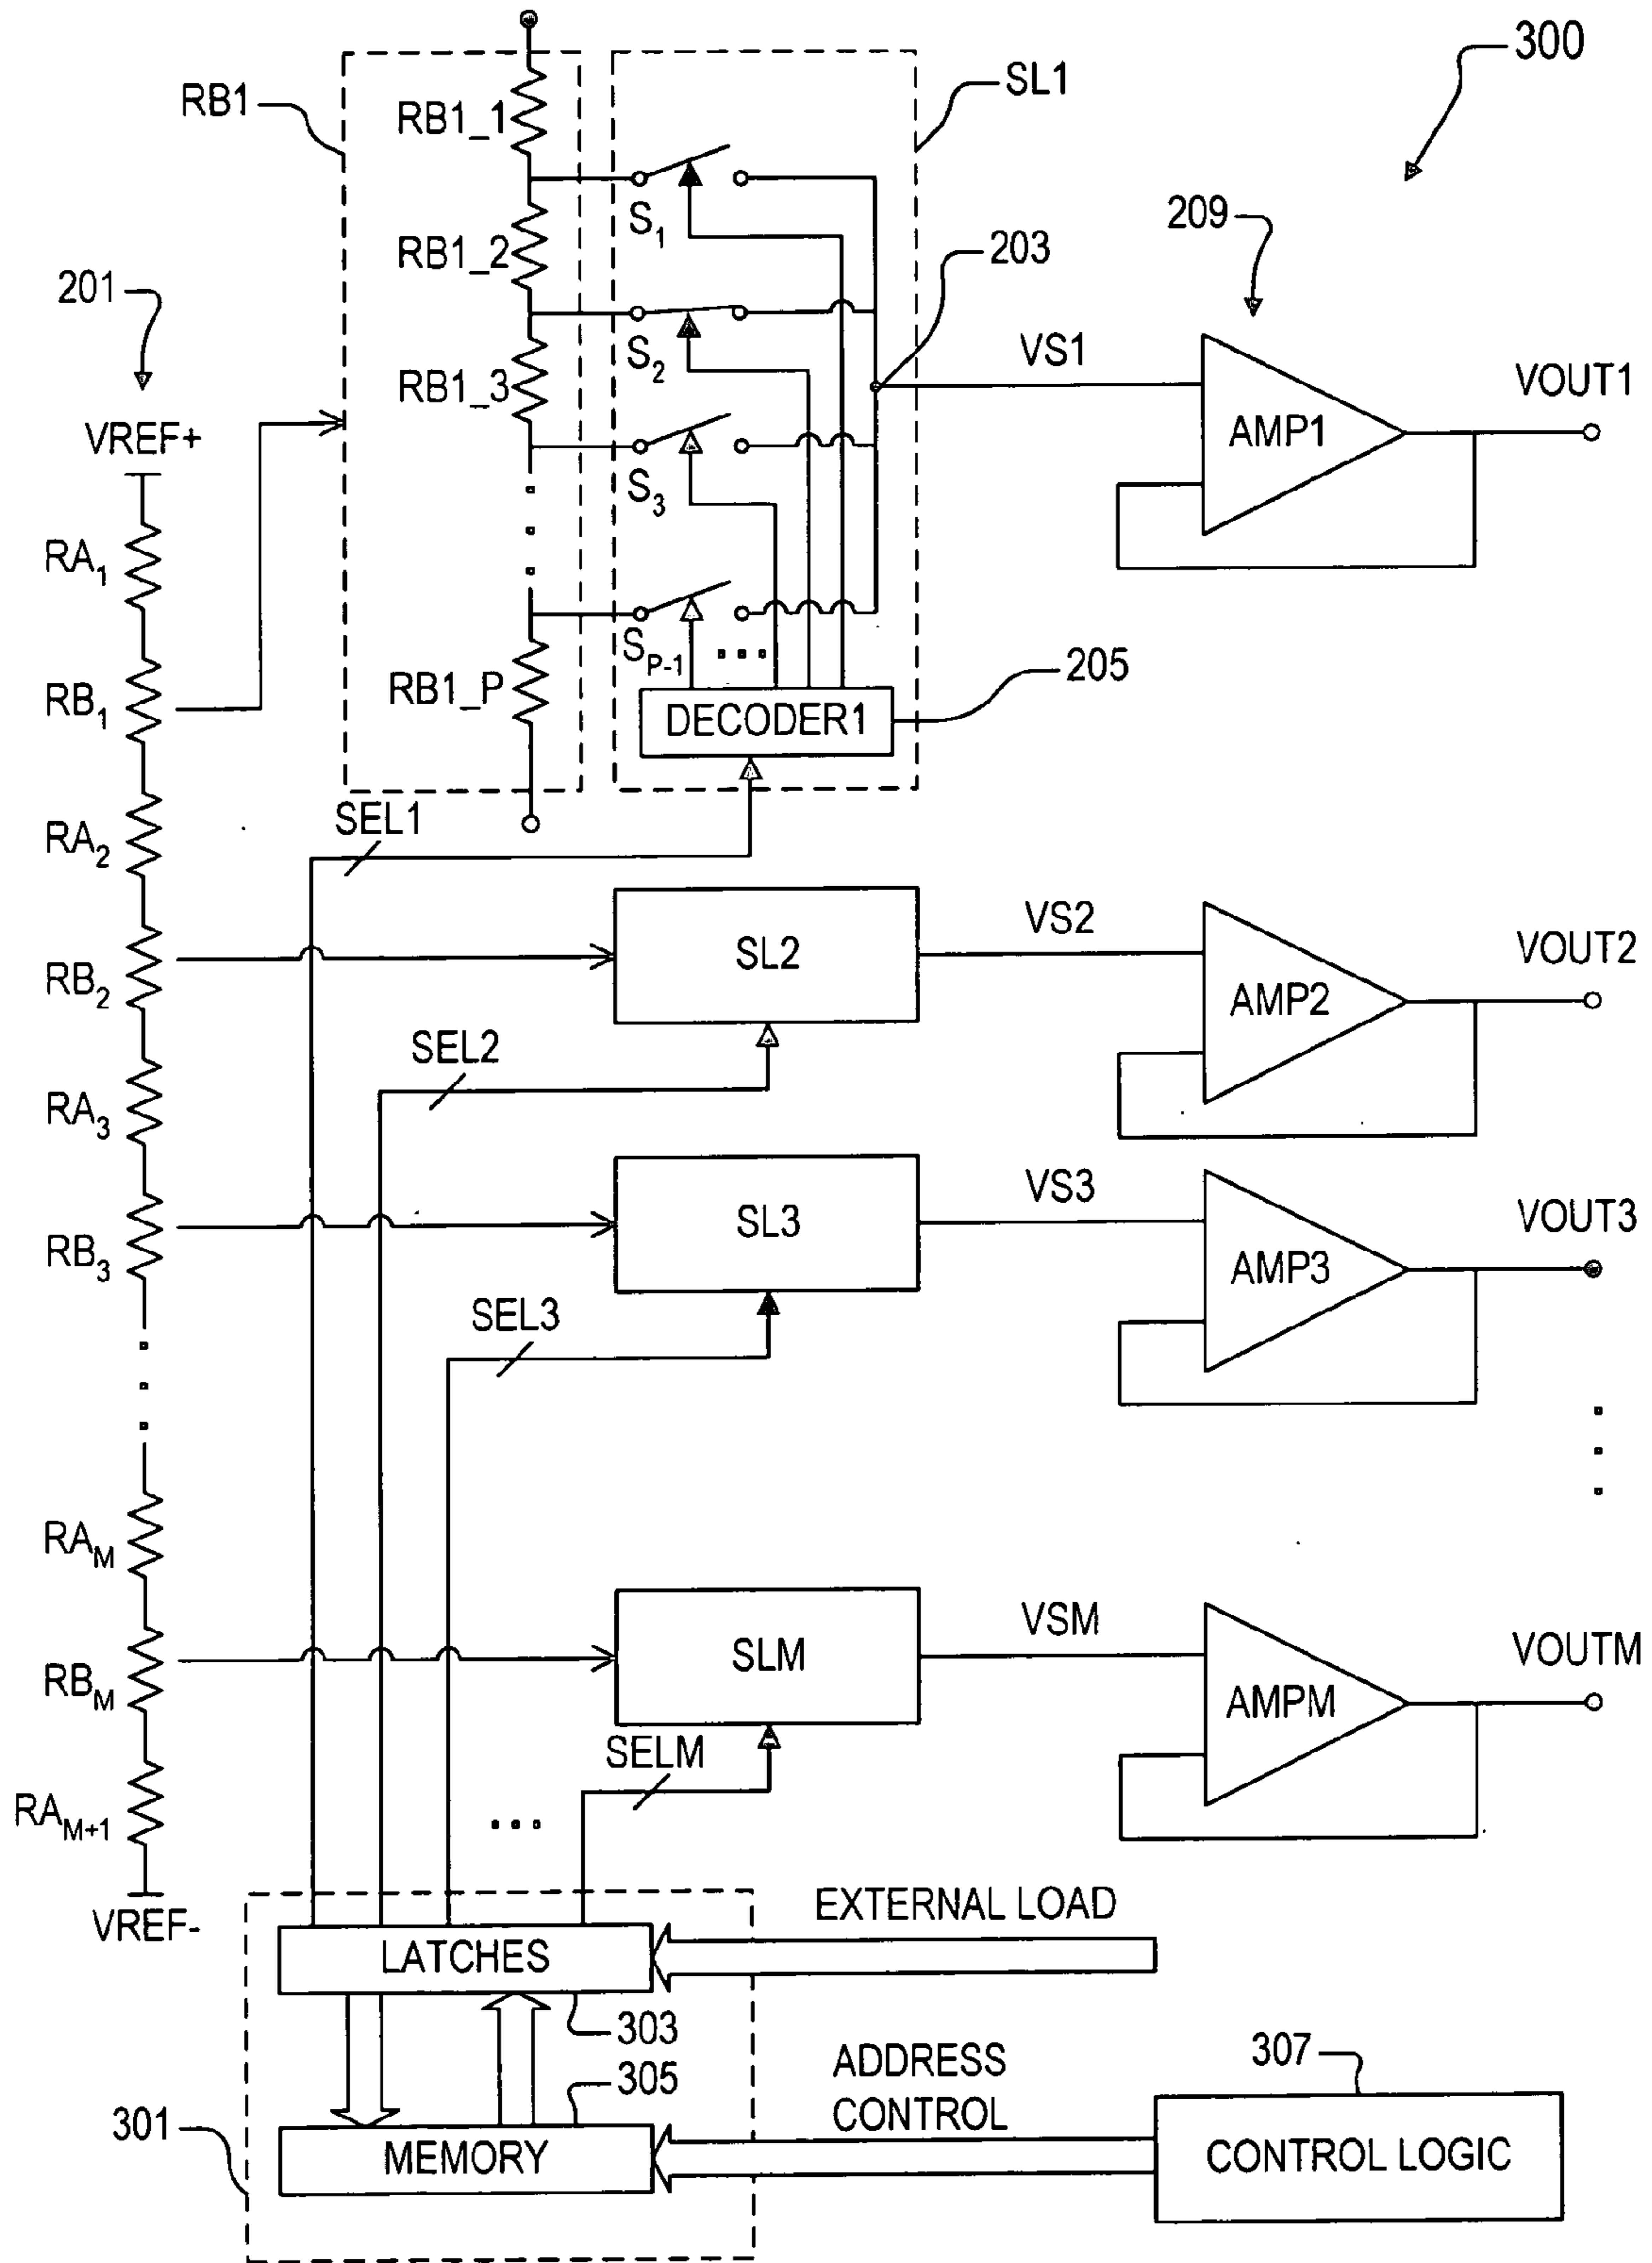 300
RB1
RB1_1
SL1
S1
209
RB1_2
203
201
S2
VS1
VOUT1
RB1_3
AMP1
VREF+
S3
RA1
SP-1
...
205
RB1
RB1_P
DECODER1
SEL1
RA2
VS2
VOUT2
SL2
RB2
AMP2
SEL2
RA3
VS3
VOUT3
SL3
RB3
AMP3
SEL3
RAM
VSM
VOUTM
SLM
RBM
AMPM
SELM
RAM+1
...
VREF-
EXTERNAL LOAD
LATCHES
303
305
ADDRESS
CONTROL
307
301
MEMORY
CONTROL LOGIC